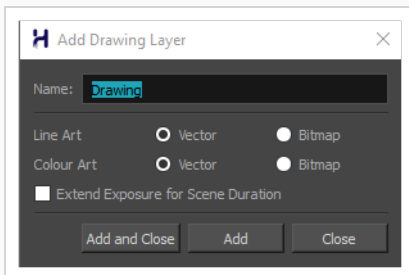 Add Drawing Layer
Name: Drawing
Line Art Vector Bitmap
Colour Art Vector Bitmap
Extend Exposure for Scene Duration
Add and Close Add Close